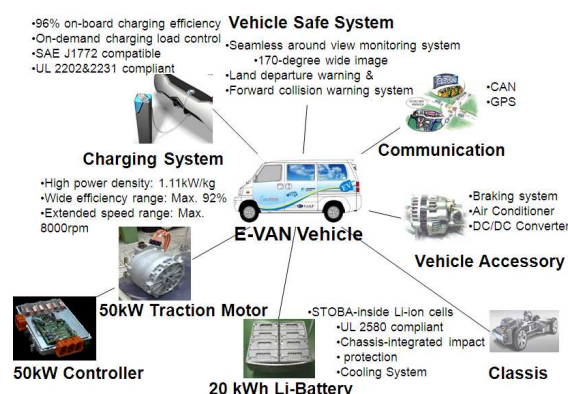 •96% on-board charging efficiency
•On-demand charging load control
•SAE J1772 compatible
•UL 2202&2231 compliant
Vehicle Safe System
•Seamless around view monitoring system
•170-degree wide image
•Land departure warning &
•Forward collision warning system
•CAN
•GPS
Communication
Charging System
•High power density: 1.11kW/kg
•Wide efficiency range: Max. 92%
•Extended speed range: Max.
8000rpm
EV
E-VAN Vehicle
•Braking system
•Air Conditioner
•DC/DC Converter
Vehicle Accessory
50kW Traction Motor
•STOBA-inside Li-ion cells
•UL 2580 compliant
•Chassis-integrated impact
• protection
•Cooling System
50kW Controller
20 kWh Li-Battery
Classis